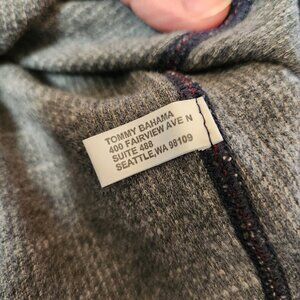 TOMMY BAHAMA
400 FAIRVIEW AVE N
SUITE 488
SEATTLE,WA 98109